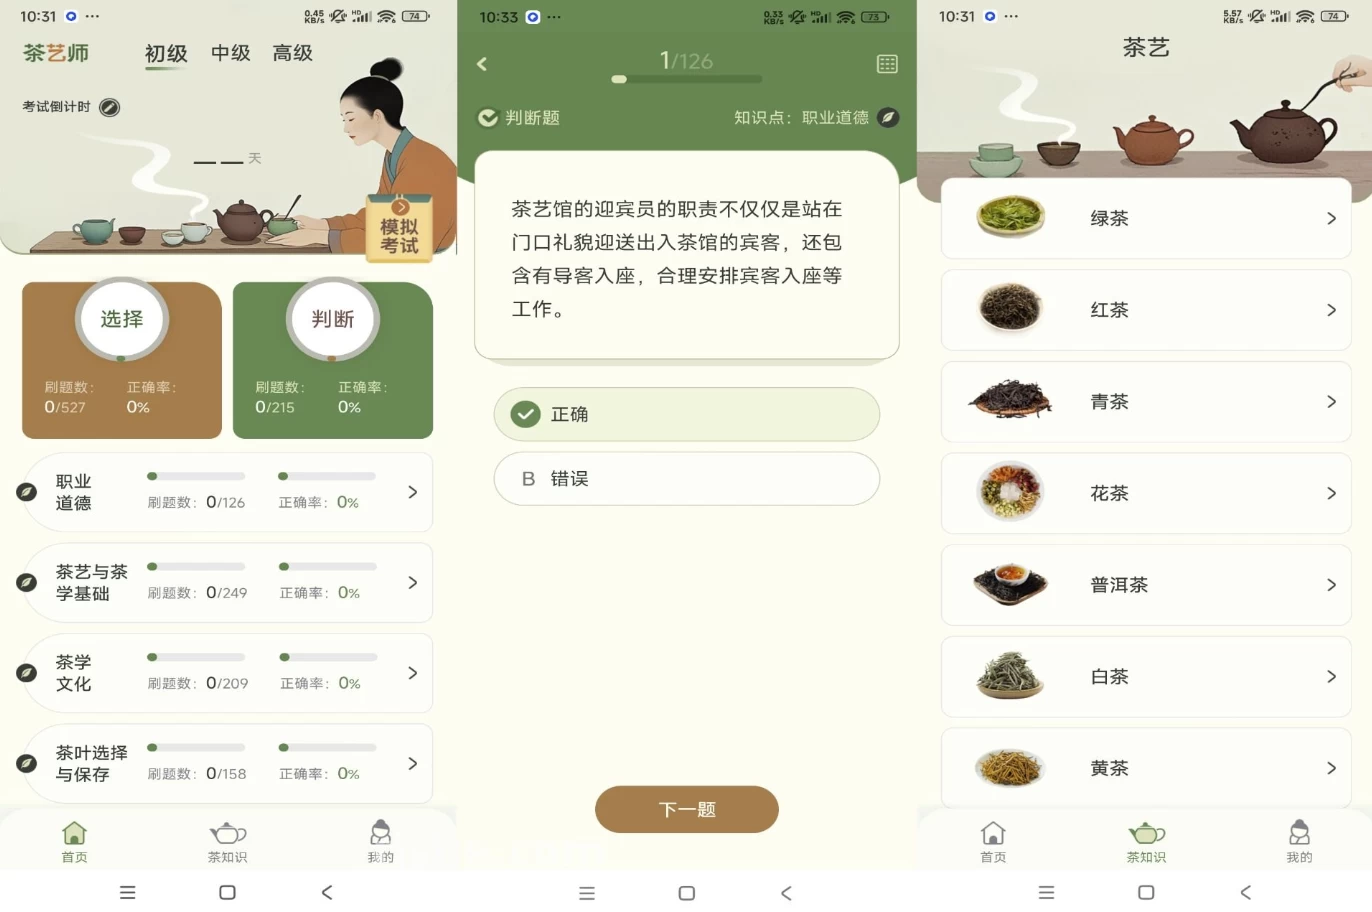 10:31 ··· 0.45 KB/s HD 74
茶艺师 初级 中级 高级
考试倒计时
__ __ 天
模拟
考试
选择
刷题数: 正确率:
0/527 0%
判断
刷题数: 正确率:
0/215 0%
职业
道德
刷题数: 0/126 正确率: 0%
茶艺与茶
学基础
刷题数: 0/249 正确率: 0%
茶学
文化
刷题数: 0/209 正确率: 0%
茶叶选择
与保存
刷题数: 0/158 正确率: 0%
首页 茶知识 我的
10:33 ··· 0.33 KB/s HD 73
1/126
判断题 知识点: 职业道德
茶艺馆的迎宾员的职责不仅仅是站在
门口礼貌迎送出入茶馆的宾客，还包
含有导客入座，合理安排宾客入座等
工作。
正确
B 错误
下一题
10:31 ··· 5.57 KB/s HD 74
茶艺
绿茶
红茶
青茶
花茶
普洱茶
白茶
黄茶
首页 茶知识 我的